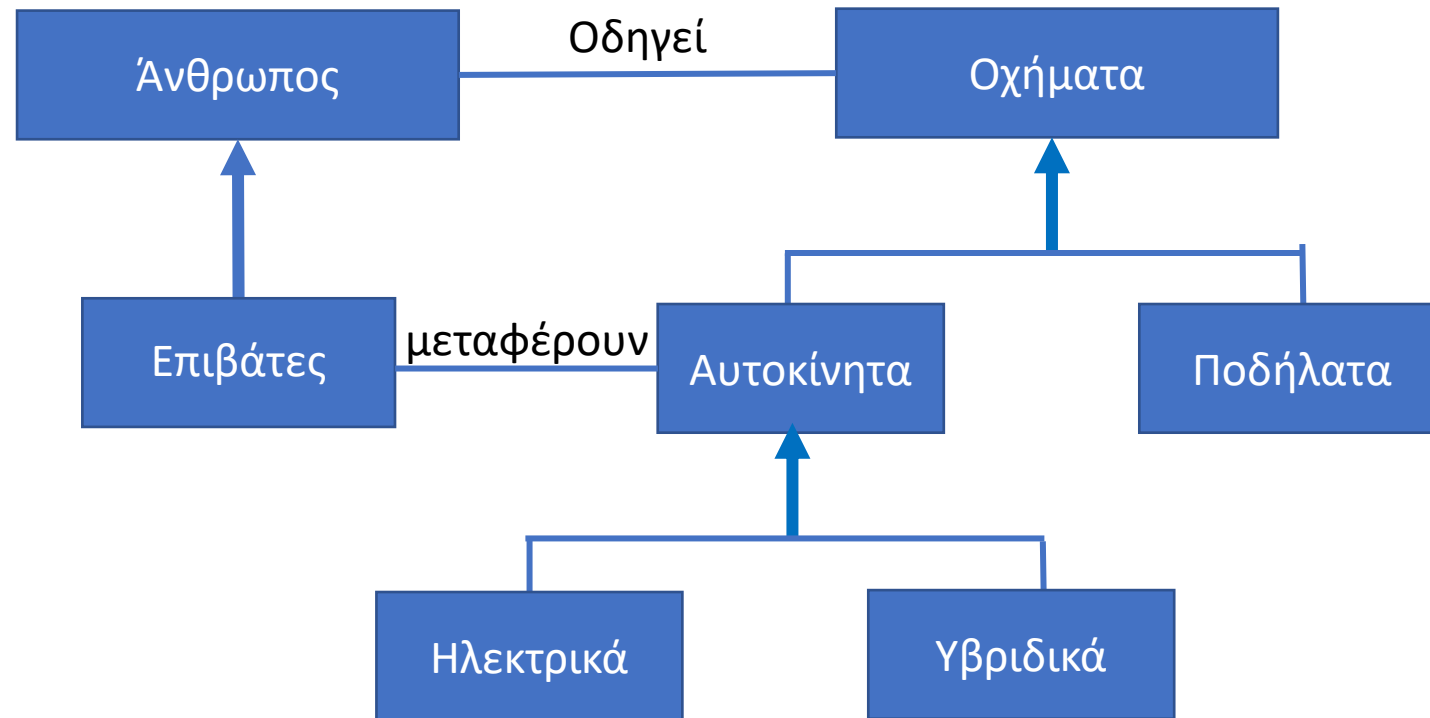 Άνθρωπος
Οδηγεί
Οχήματα
Επιβάτες
μεταφέρουν
Αυτοκίνητα
Ποδήλατα
Ηλεκτρικά
Υβριδικά